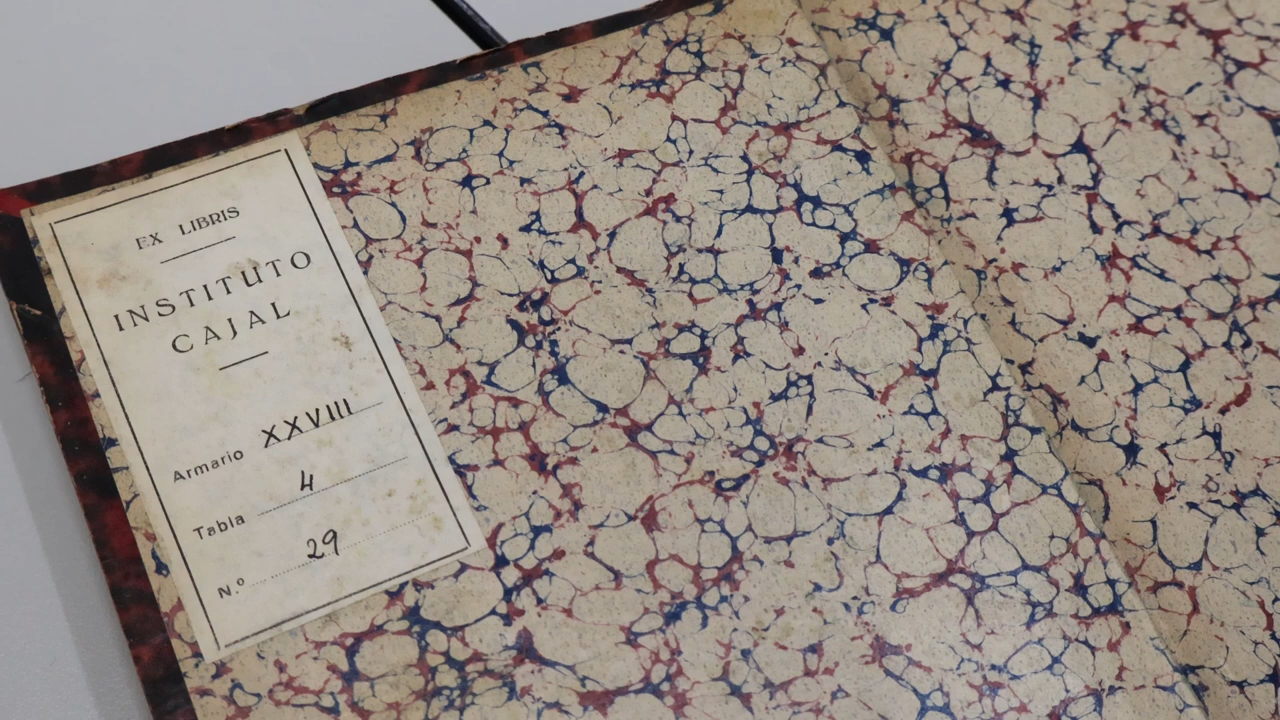 EX LIBRIS
INSTITUTO
CAJAL
Armario XXVIII
Tabla 4
N.º 29